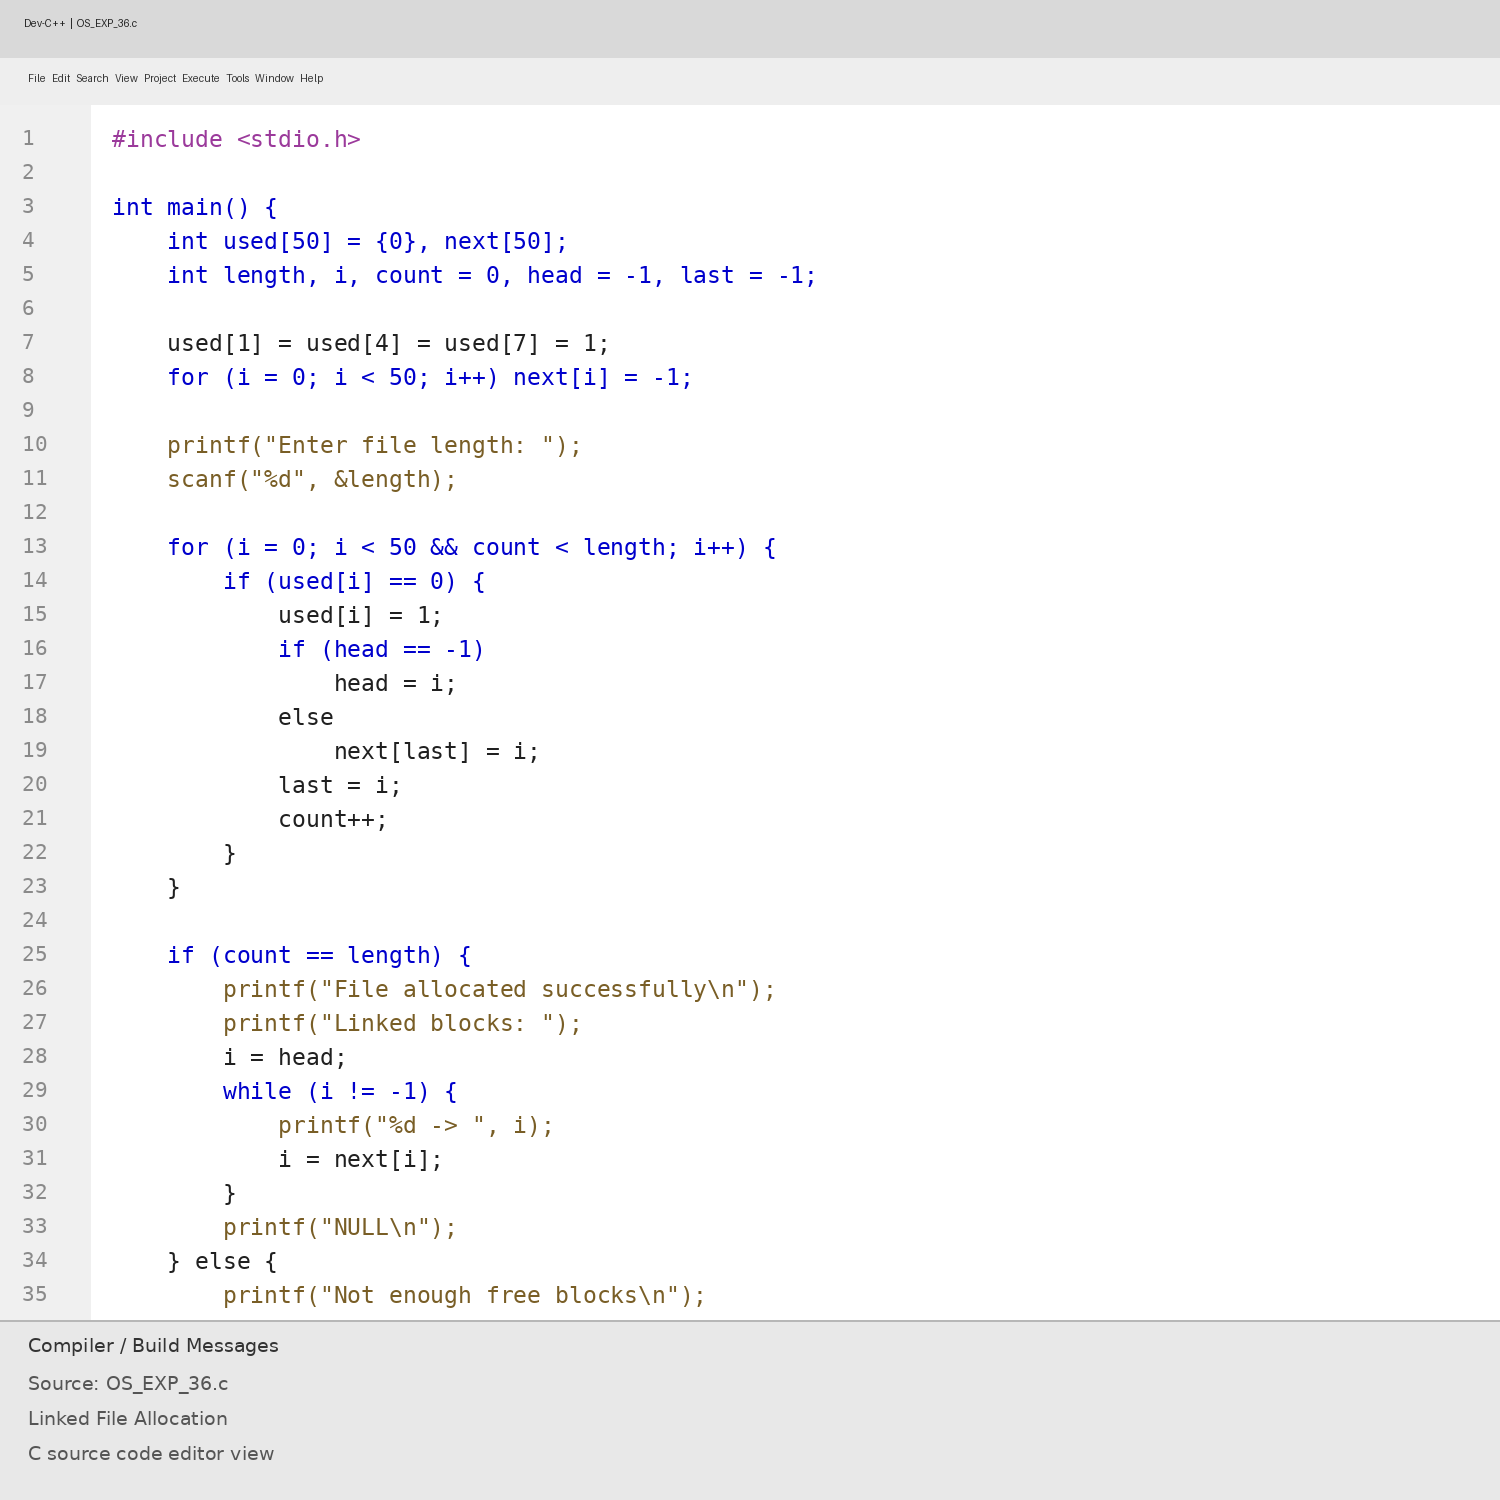 Dev-C++ | OS_EXP_36.c
File Edit Search View Project Execute Tools Window Help
1 #include <stdio.h>
2
3 int main() {
4     int used[50] = {0}, next[50];
5     int length, i, count = 0, head = -1, last = -1;
6
7     used[1] = used[4] = used[7] = 1;
8     for (i = 0; i < 50; i++) next[i] = -1;
9
10     printf("Enter file length: ");
11     scanf("%d", &length);
12
13     for (i = 0; i < 50 && count < length; i++) {
14         if (used[i] == 0) {
15             used[i] = 1;
16             if (head == -1)
17                 head = i;
18             else
19                 next[last] = i;
20             last = i;
21             count++;
22         }
23     }
24
25     if (count == length) {
26         printf("File allocated successfully\n");
27         printf("Linked blocks: ");
28         i = head;
29         while (i != -1) {
30             printf("%d -> ", i);
31             i = next[i];
32         }
33         printf("NULL\n");
34     } else {
35         printf("Not enough free blocks\n");
Compiler / Build Messages
Source: OS_EXP_36.c
Linked File Allocation
C source code editor view